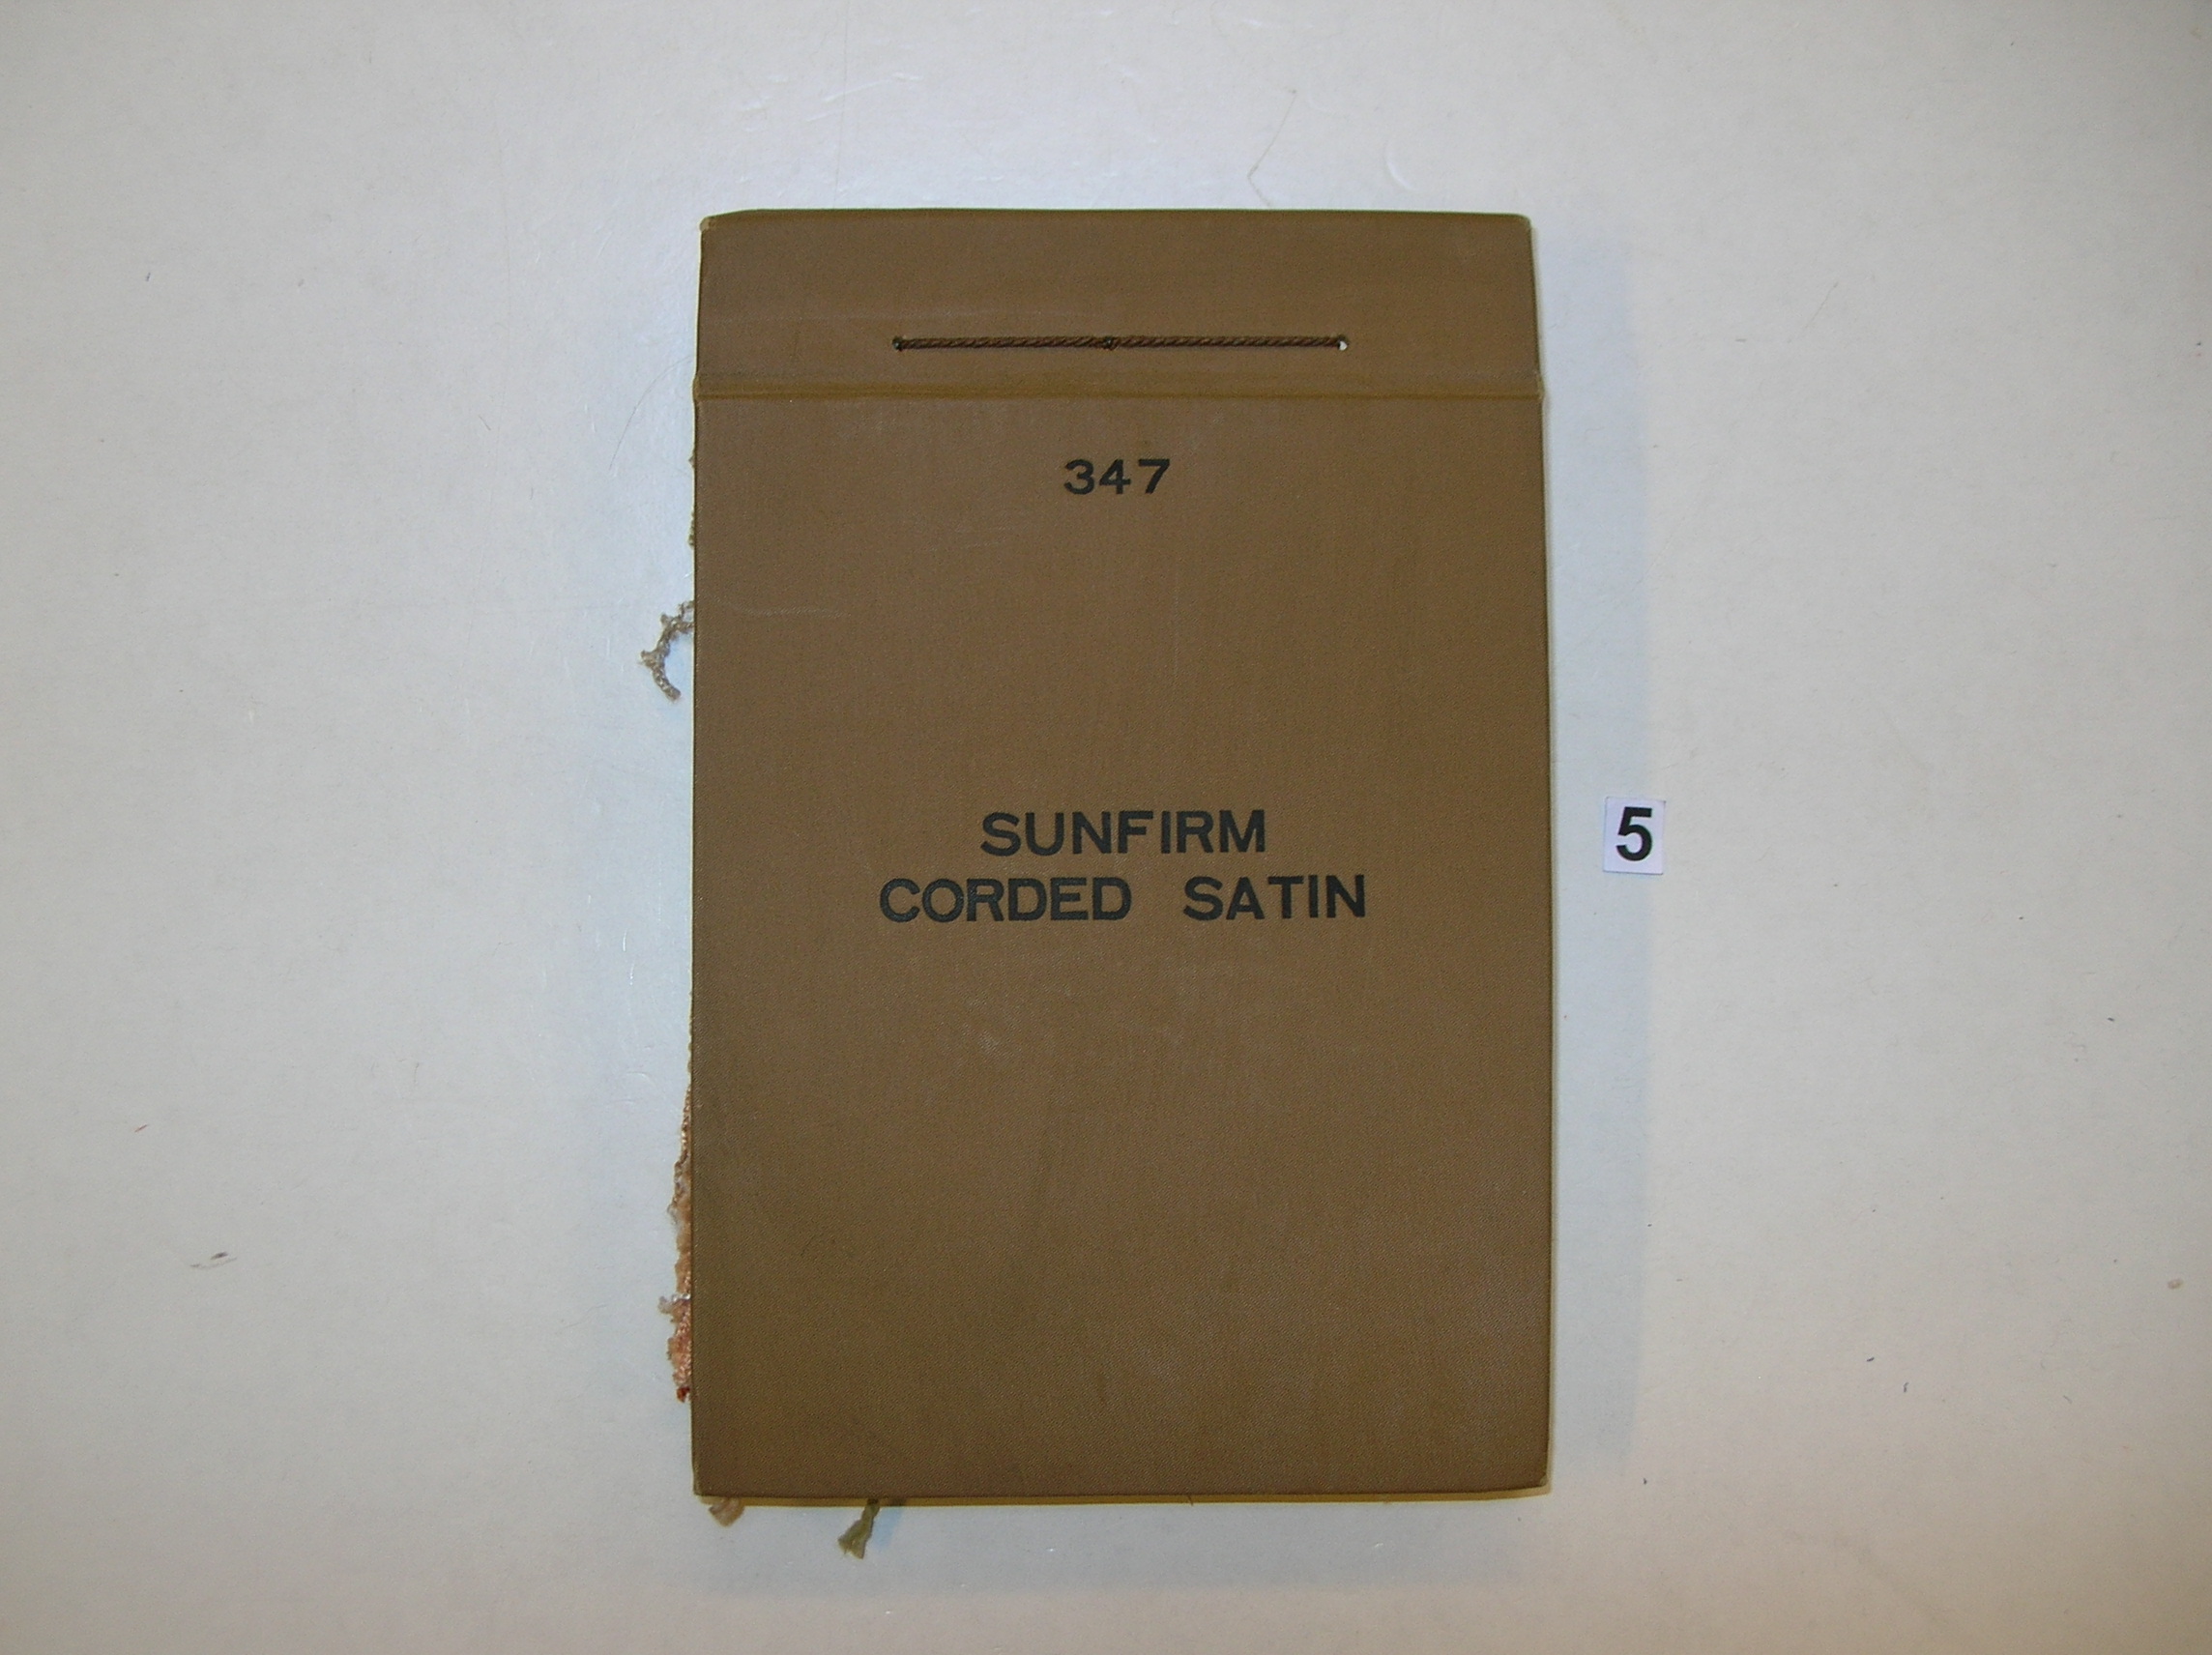 347
SUNFIRM
CORDED SATIN
5